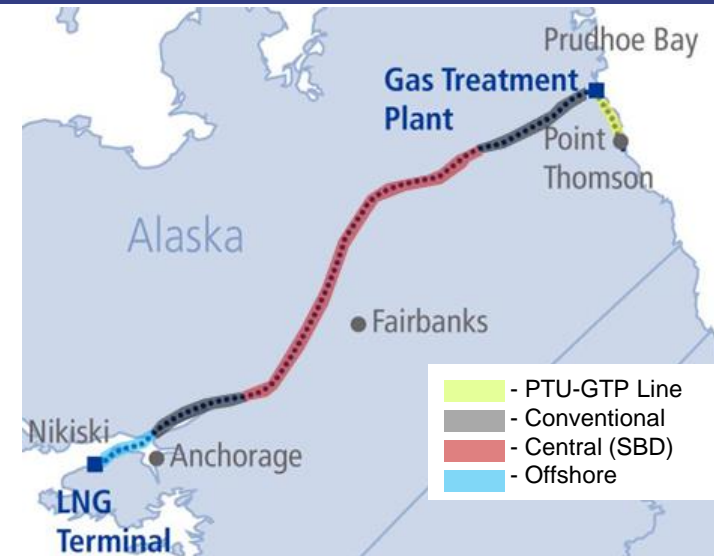 Prudhoe Bay
Gas Treatment
Plant
Point
Thomson
Alaska
Fairbanks
- PTU-GTP Line
- Conventional
- Central (SBD)
- Offshore
Nikiski
Anchorage
LNG
Terminal